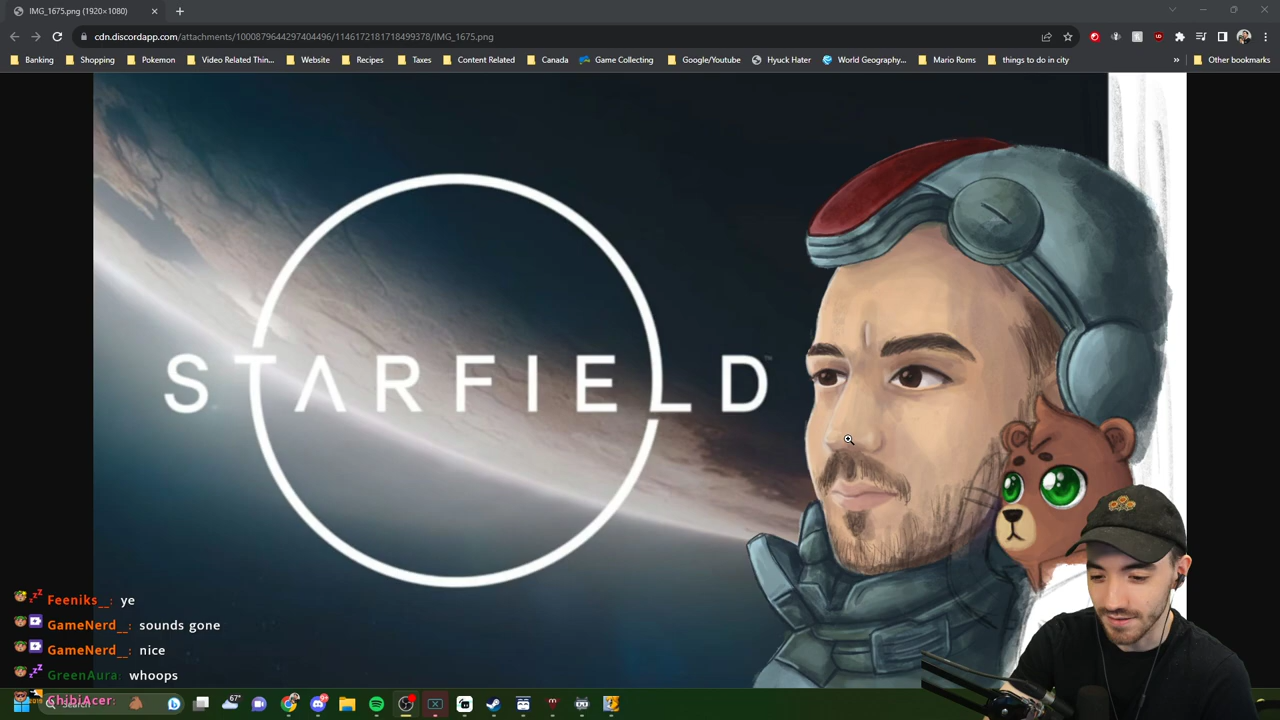 IMG_1675.png (1920×1080)
cdn.discordapp.com/attachments/1000879644297404496/1146172181718499378/IMG_1675.png
Banking Shopping Pokemon Video Related Thin... Website Recipes Taxes Content Related Canada Game Collecting Google/Youtube Hyuck Hater World Geography... Mario Roms things to do in city » Other bookmarks
STARFIELD
Feeniks__: ye
GameNerd__: sounds gone
GameNerd__: nice
GreenAura: whoops
ChibiAcer:
Search
67°